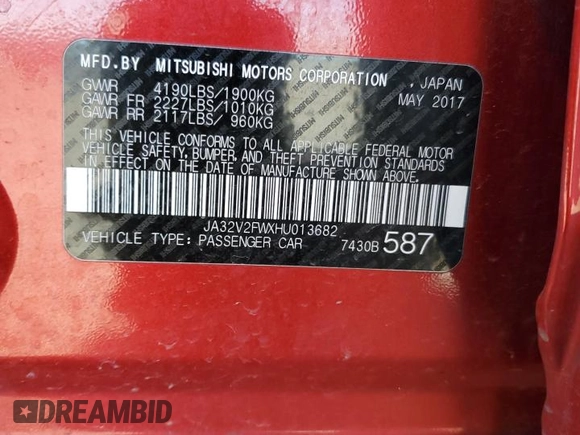 MFD.BY MITSUBISHI MOTORS CORPORATION , JAPAN
GVWR 4190LBS/1900KG MAY 2017
GAWR FR 2227LBS/1010KG
GAWR RR 2117LBS/ 960KG
THIS VEHICLE CONFORMS TO ALL APPLICABLE FEDERAL MOTOR
VEHICLE SAFETY, BUMPER, AND THEFT PREVENTION STANDARDS
IN EFFECT ON THE DATE OF MANUFACTURE SHOWN ABOVE.
JA32V2FWXHU013682
VEHICLE TYPE: PASSENGER CAR 7430B 587
DREAMBID